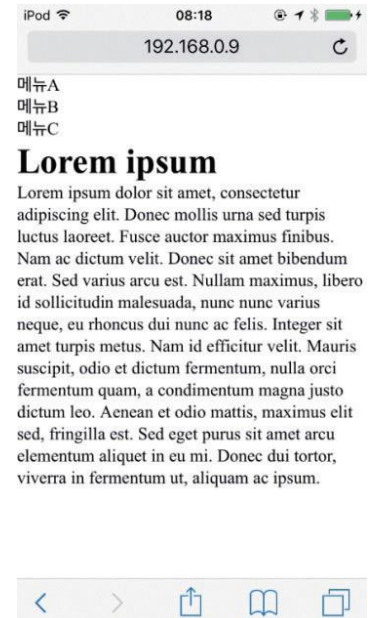 iPod 08:18
192.168.0.9
메뉴A
메뉴B
메뉴C
Lorem ipsum
Lorem ipsum dolor sit amet, consectetur
adipiscing elit. Donec mollis urna sed turpis
luctus laoreet. Fusce auctor maximus finibus.
Nam ac dictum velit. Donec sit amet bibendum
erat. Sed varius arcu est. Nullam maximus, libero
id sollicitudin malesuada, nunc nunc varius
neque, eu rhoncus dui nunc ac felis. Integer sit
amet turpis metus. Nam id efficitur velit. Mauris
suscipit, odio et dictum fermentum, nulla orci
fermentum quam, a condimentum magna justo
dictum leo. Aenean et odio mattis, maximus elit
sed, fringilla est. Sed eget purus sit amet arcu
elementum aliquet in eu mi. Donec dui tortor,
viverra in fermentum ut, aliquam ac ipsum.